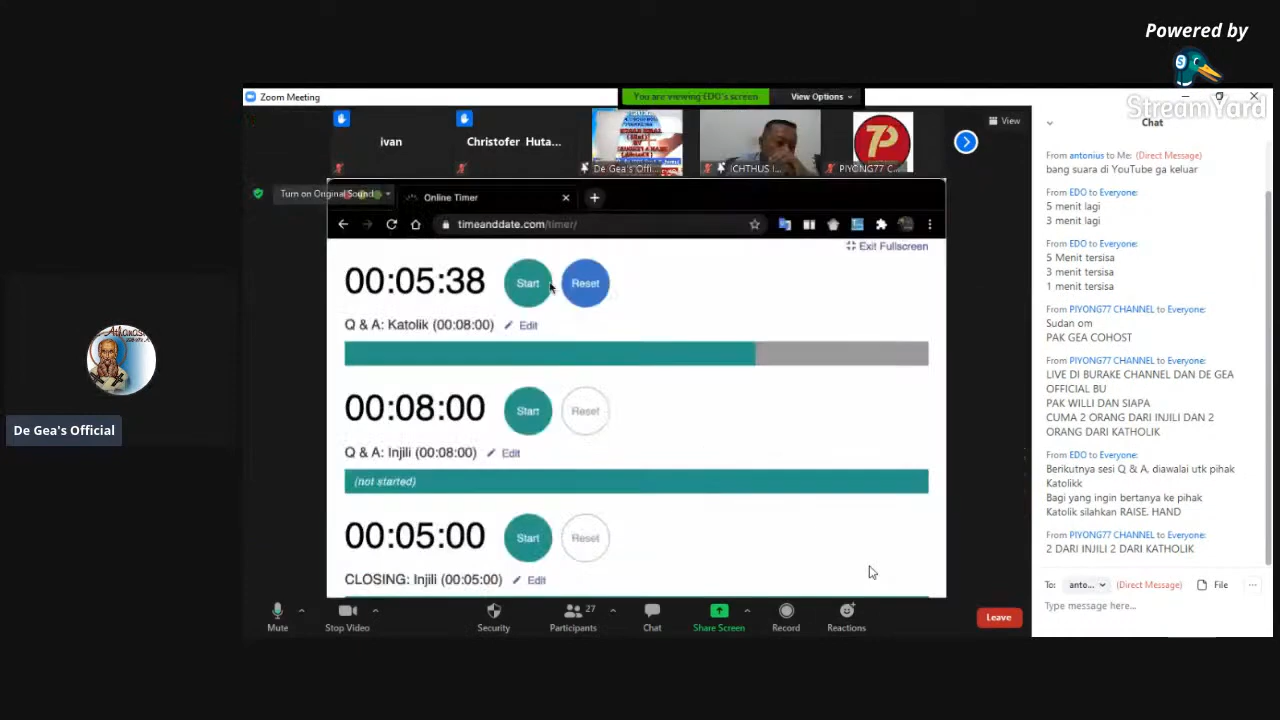 Powered by
StreamYard
Zoom Meeting
You are viewing EDO's screen
View Options
View
ivan
Christofer Huta...
De Gea's Offi...
ICHTHUS I...
PIYONG77 C...
Turn on Original Sound
Online Timer
timeanddate.com/timer/
Exit Fullscreen
00:05:38
Start
Reset
Q & A: Katolik (00:08:00)
Edit
00:08:00
Start
Reset
Q & A: Injili (00:08:00)
Edit
(not started)
00:05:00
Start
Reset
CLOSING: Injili (00:05:00)
Edit
De Gea's Official
Mute
Stop Video
Security
27
Participants
Chat
Share Screen
Record
Reactions
Leave
Chat
From antonius to Me: (Direct Message)
bang suara di YouTube ga keluar
From EDO to Everyone:
5 menit lagi
3 menit lagi
From EDO to Everyone:
5 Menit tersisa
3 menit tersisa
1 menit tersisa
From PIYONG77 CHANNEL to Everyone:
Sudan om
PAK GEA COHOST
From PIYONG77 CHANNEL to Everyone:
LIVE DI BURAKE CHANNEL DAN DE GEA
OFFICIAL BU
PAK WILLI DAN SIAPA
CUMA 2 ORANG DARI INJILI DAN 2
ORANG DARI KATHOLIK
From EDO to Everyone:
Berikutnya sesi Q & A, diawalai utk pihak
Katolikk
Bagi yang ingin bertanya ke pihak
Katolik silahkan RAISE. HAND
From PIYONG77 CHANNEL to Everyone:
2 DARI INJILI 2 DARI KATHOLIK
To: anto...
(Direct Message)
File
Type message here...